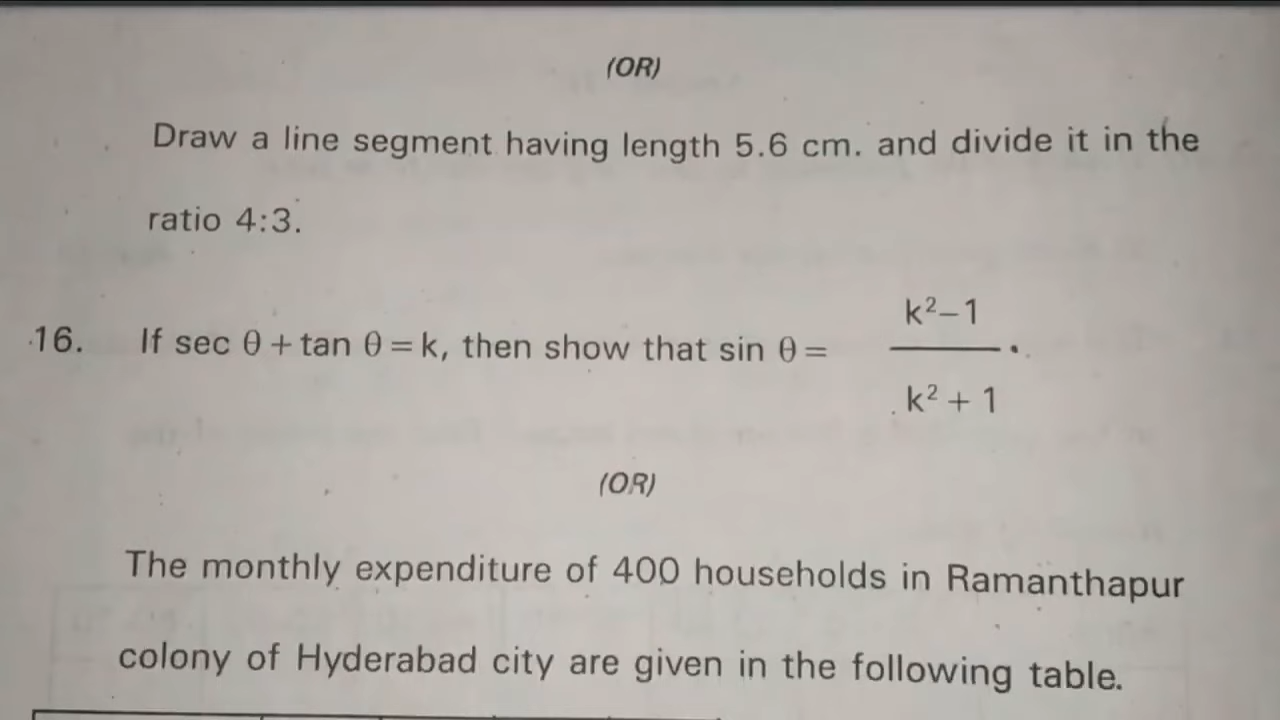 (OR)
Draw a line segment having length 5.6 cm. and divide it in the
ratio 4:3.
16. If sec θ + tan θ = k, then show that sin θ = k²−1 / k² + 1 .
(OR)
The monthly expenditure of 400 households in Ramanthapur
colony of Hyderabad city are given in the following table.